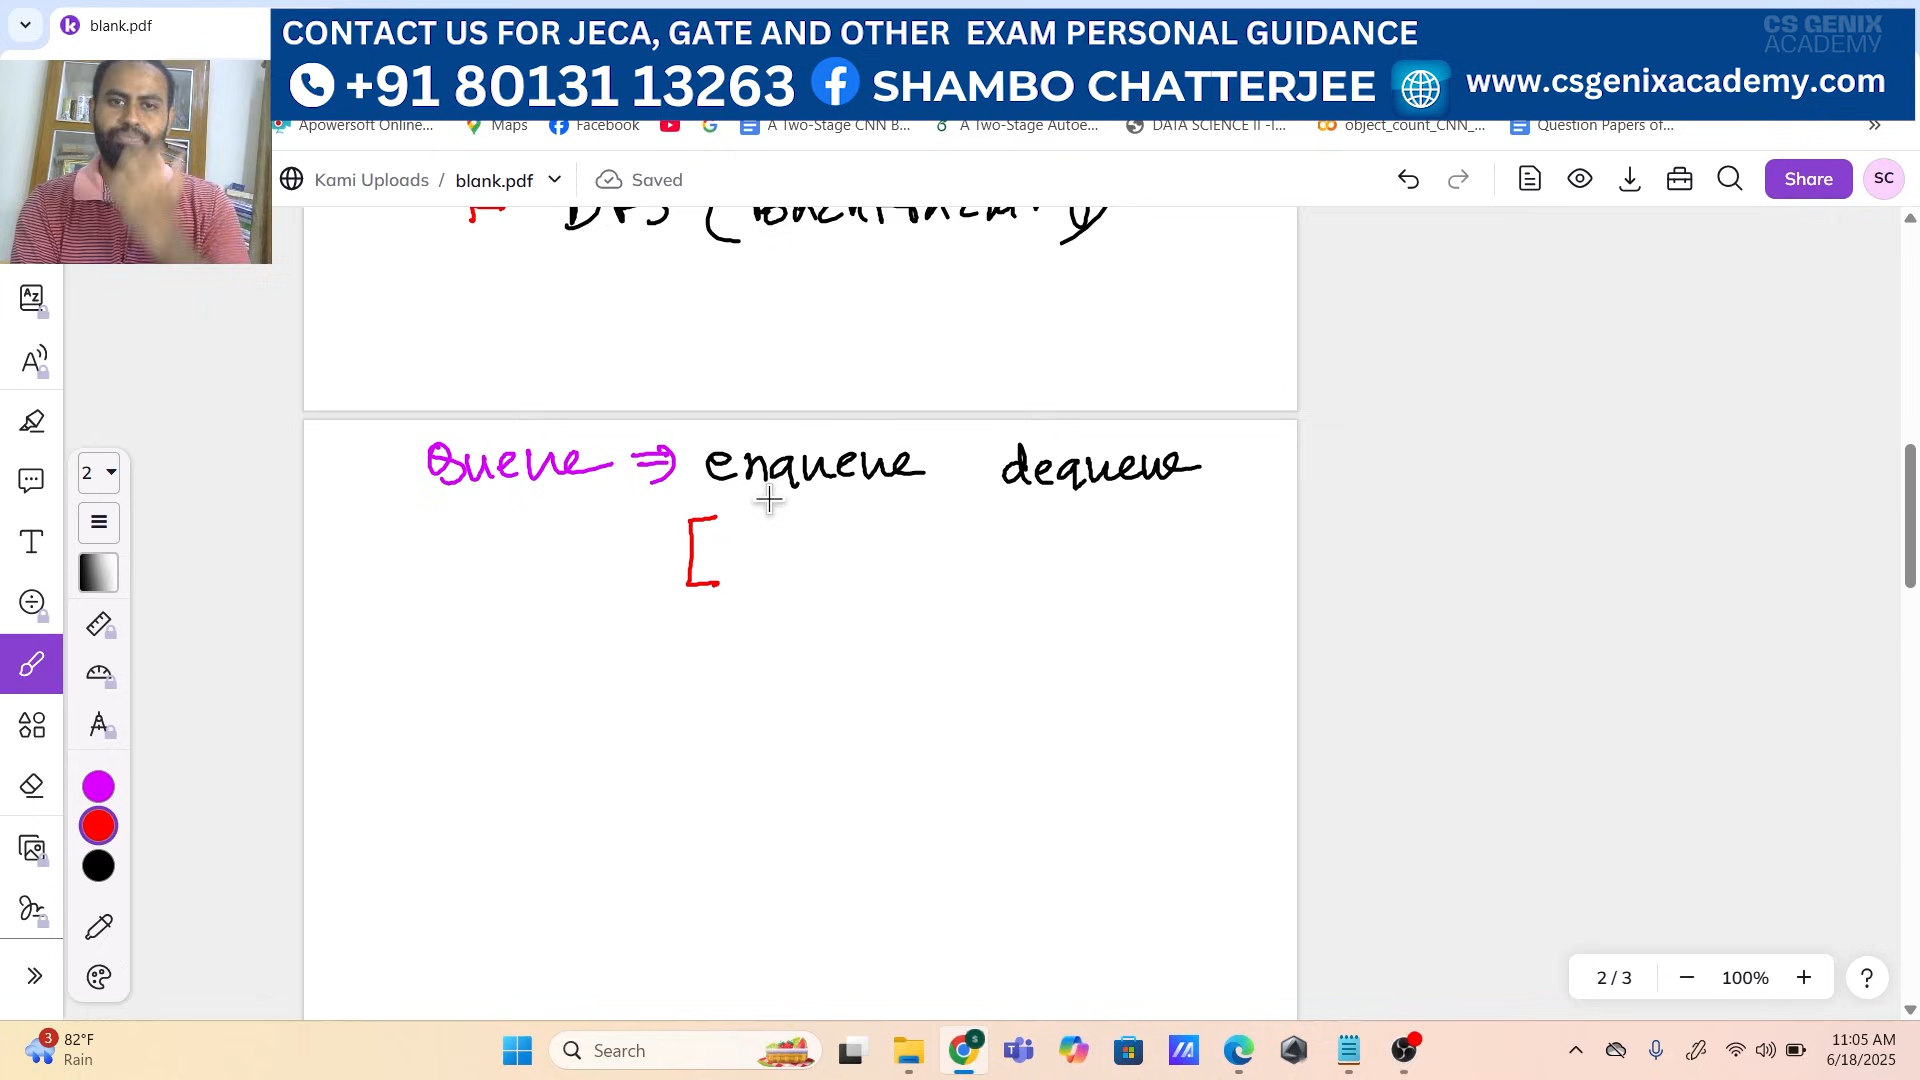 blank.pdf
CONTACT US FOR JECA, GATE AND OTHER EXAM PERSONAL GUIDANCE
CS GENIX ACADEMY
+91 80131 13263 SHAMBO CHATTERJEE www.csgenixacademy.com
Apowersoft Online... Maps Facebook A Two-Stage CNN B... A Two-Stage Autoe... DATA SCIENCE II -I... object_count_CNN_... Question Papers of... »
Kami Uploads / blank.pdf Saved Share SC
DFS
Queue ⇒ enqueue dequeue
[
2
2 / 3 − 100% + ?
3 82°F
Rain
Search
11:05 AM
6/18/2025